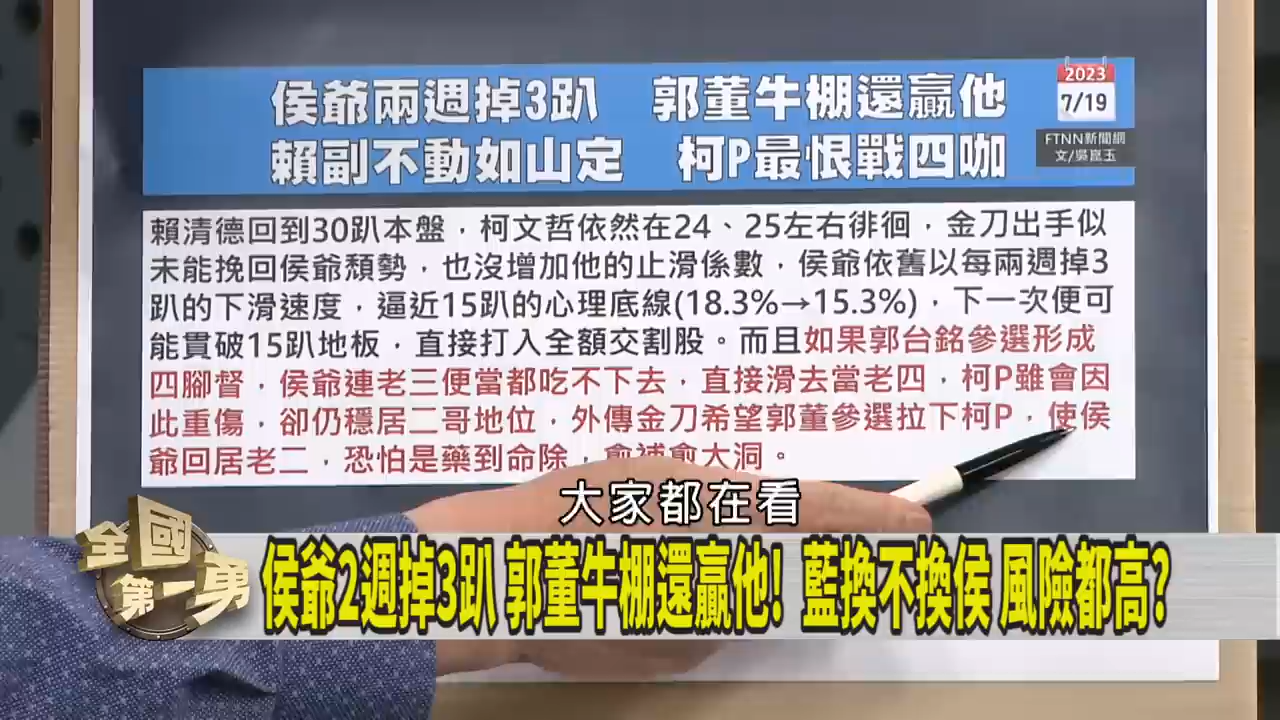 侯爺兩週掉3趴 郭董牛棚還贏他
賴副不動如山定 柯P最恨戰四咖
2023
7/19
FTNN新聞網
文/吳崑玉
賴清德回到30趴本盤，柯文哲依然在24、25左右徘徊，金刀出手似
未能挽回侯爺頹勢，也沒增加他的止滑係數，侯爺依舊以每兩週掉3
趴的下滑速度，逼近15趴的心理底線(18.3%→15.3%)，下一次便可
能貫破15趴地板，直接打入全額交割股。而且如果郭台銘參選形成
四腳督，侯爺連老三便當都吃不下去，直接滑去當老四，柯P雖會因
此重傷，卻仍穩居二哥地位，外傳金刀希望郭董參選拉下柯P，使侯
爺回居老二，恐怕是藥到命除，愈補愈大洞。
大家都在看
全國第一勇
侯爺2週掉3趴 郭董牛棚還贏他! 藍換不換侯 風險都高?